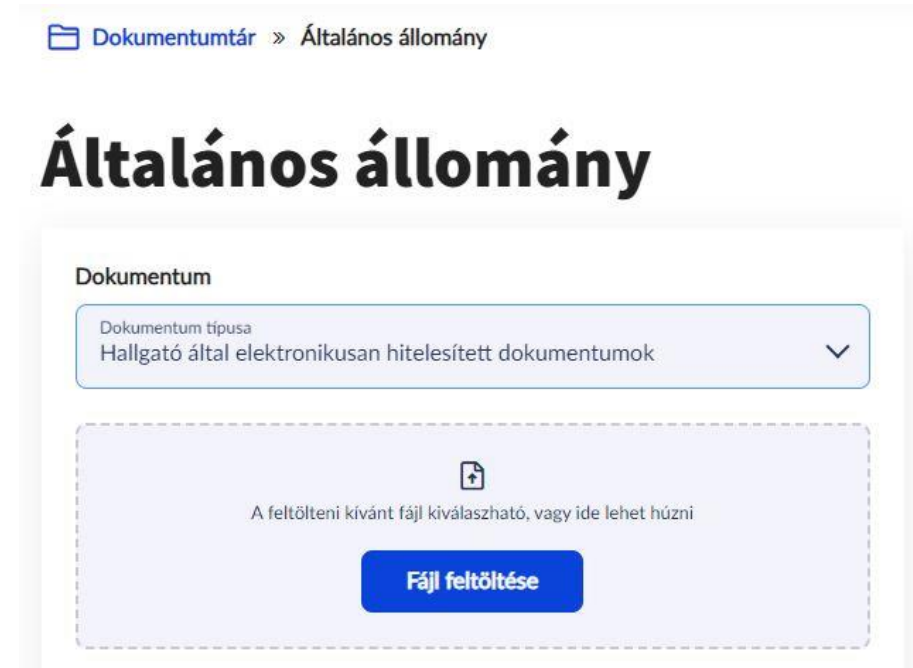 Dokumentumtár » Általános állomány
Általános állomány
Dokumentum
Dokumentum típusa
Hallgató által elektronikusan hitelesített dokumentumok
A feltölteni kívánt fájl kiválaszható, vagy ide lehet húzni
Fájl feltöltése